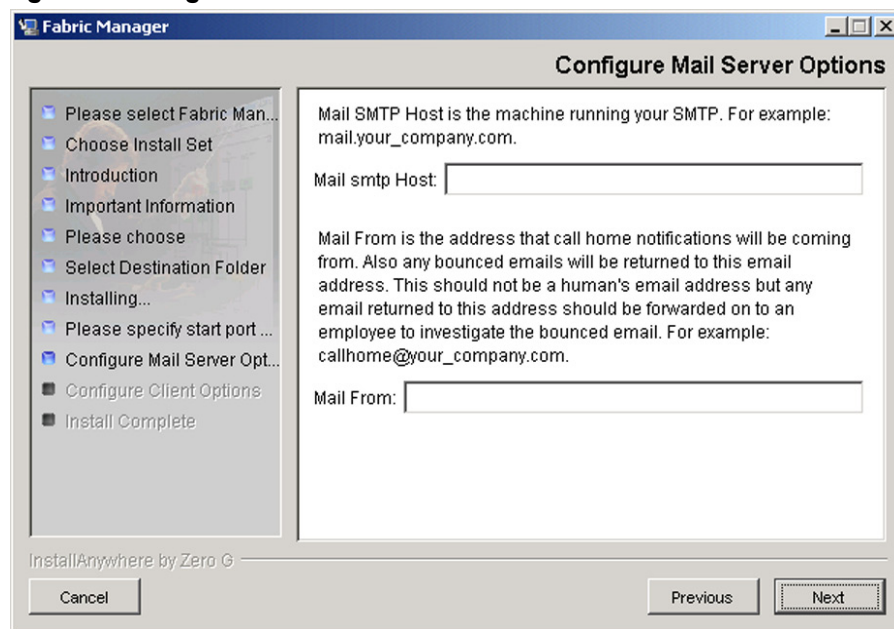 Fabric Manager
Configure Mail Server Options
Please select Fabric Man...
Choose Install Set
Introduction
Important Information
Please choose
Select Destination Folder
Installing...
Please specify start port ...
Configure Mail Server Opt...
Configure Client Options
Install Complete
Mail SMTP Host is the machine running your SMTP. For example:
mail.your_company.com.
Mail smtp Host:
Mail From is the address that call home notifications will be coming
from. Also any bounced emails will be returned to this email
address. This should not be a human's email address but any
email returned to this address should be forwarded on to an
employee to investigate the bounced email. For example:
callhome@your_company.com.
Mail From:
InstallAnywhere by Zero G
Cancel
Previous
Next